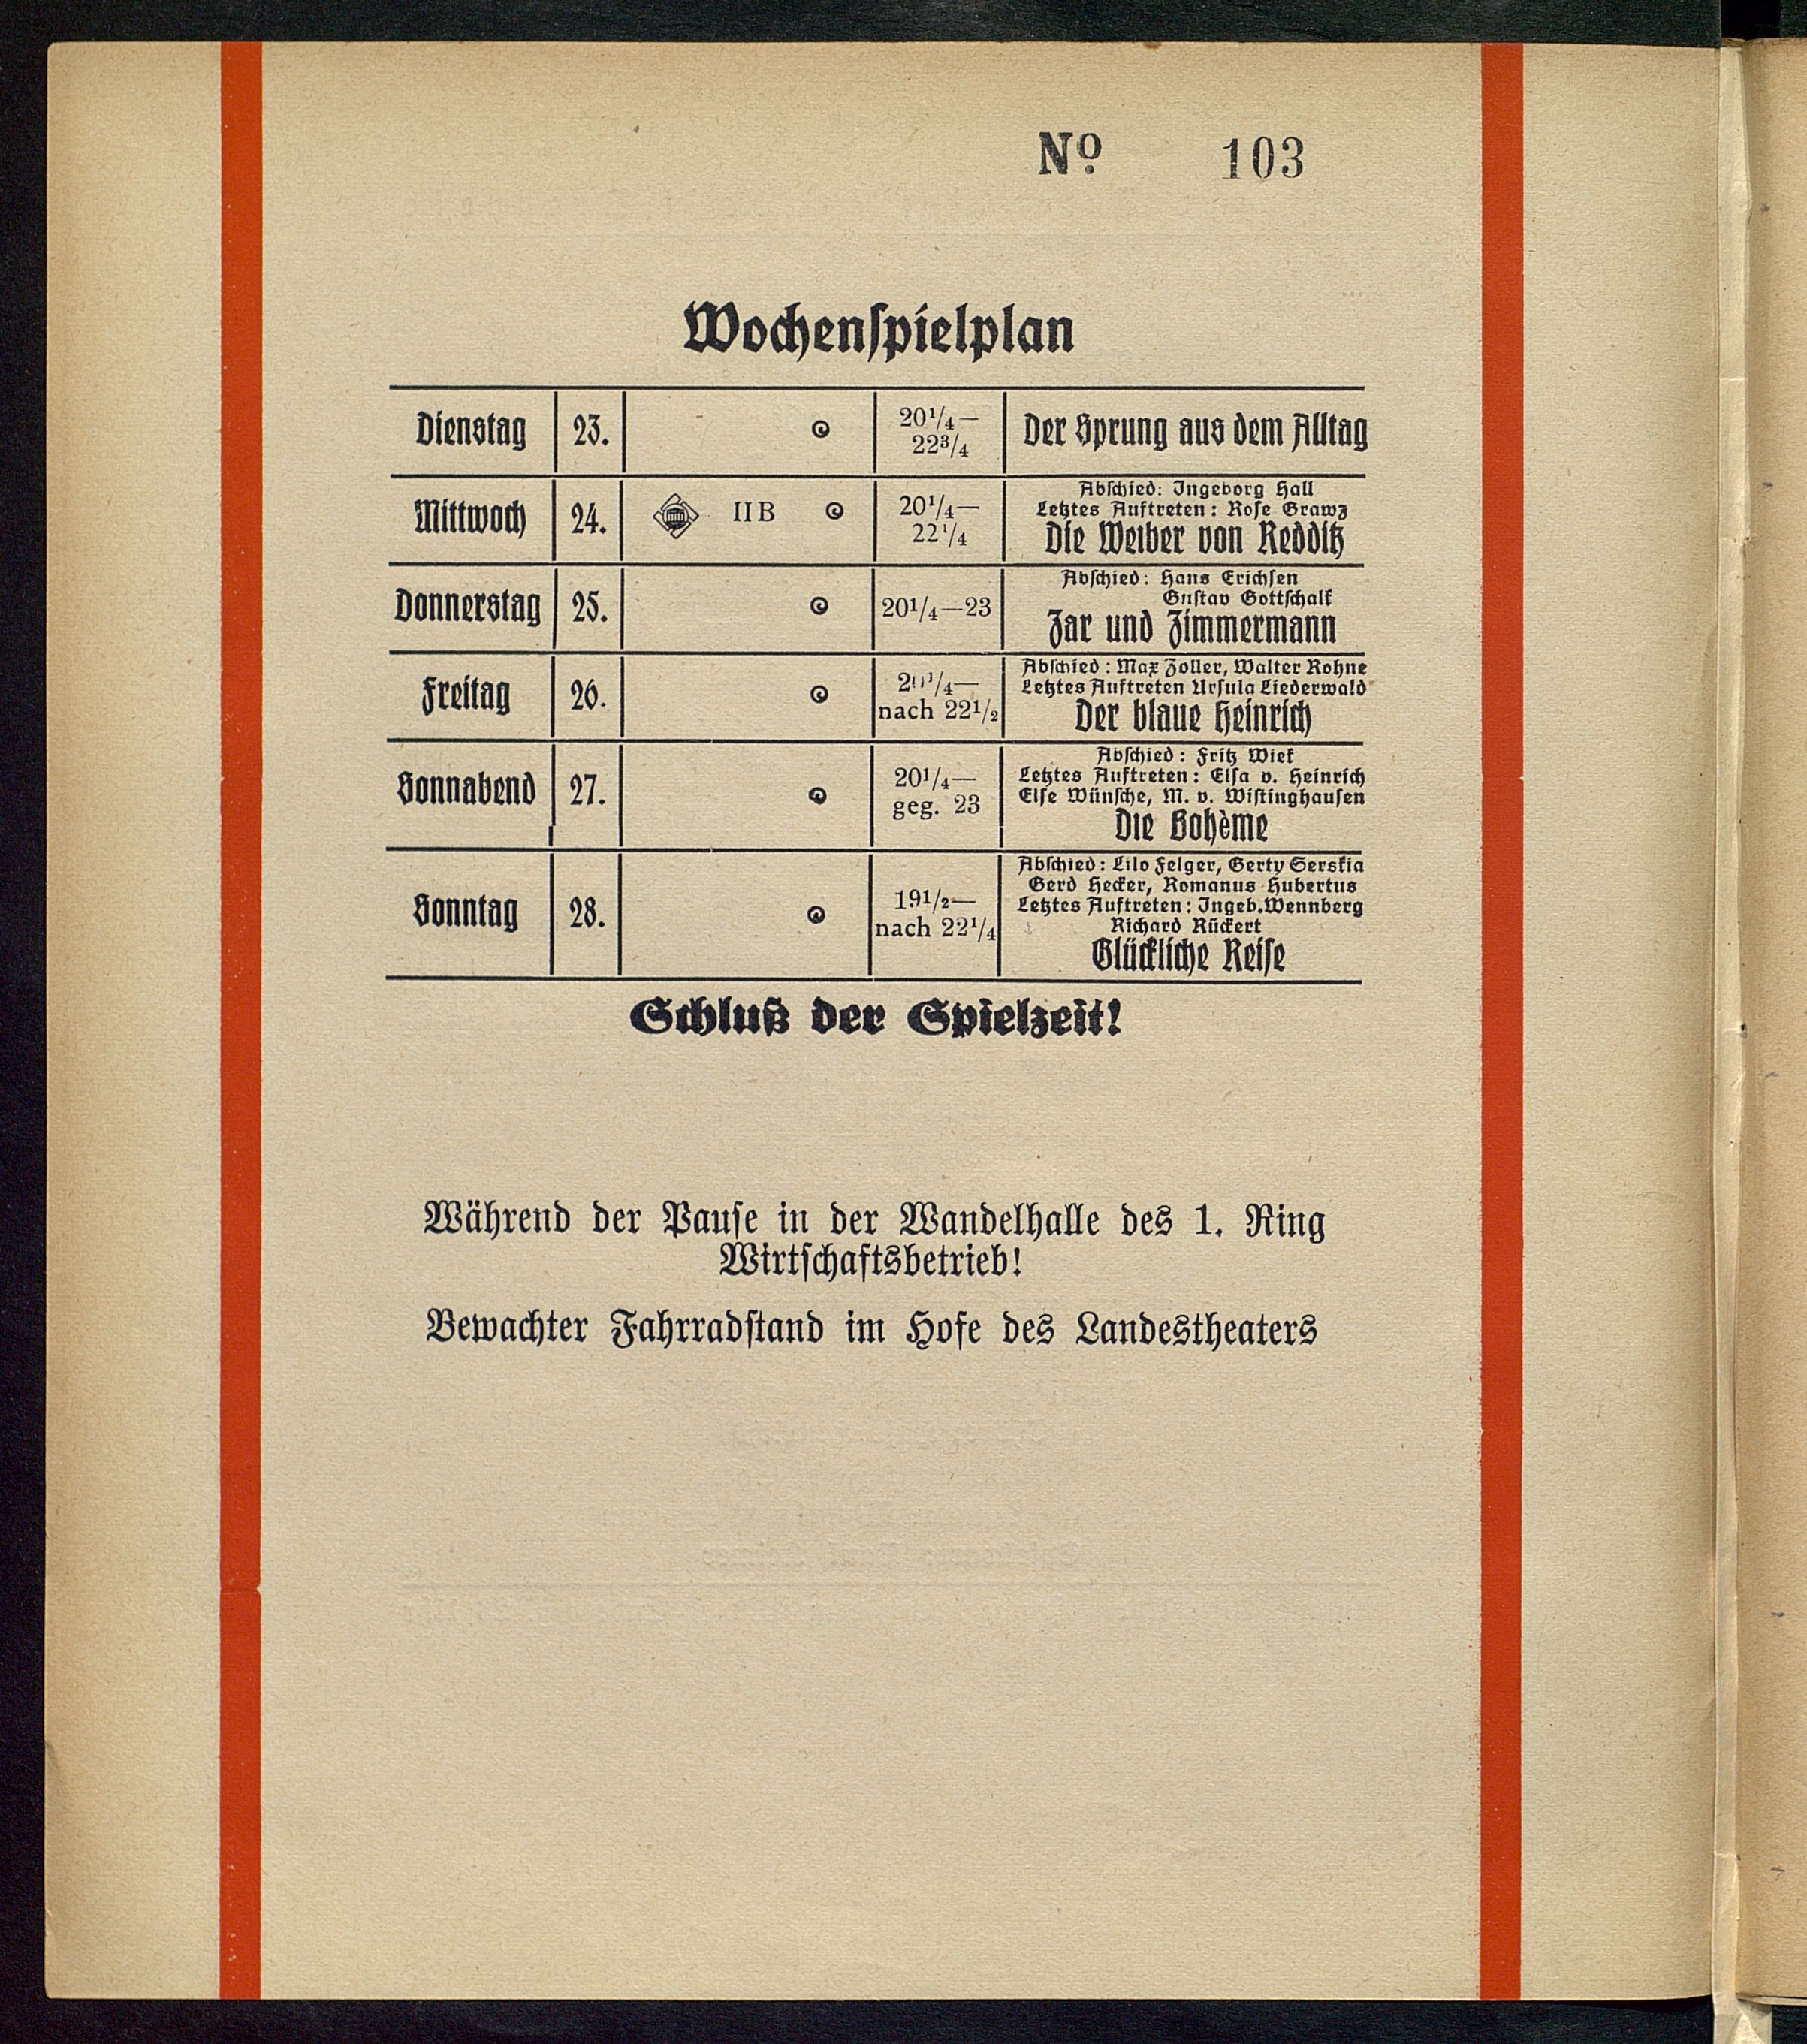 Nº 103
Wochenspielplan
Dienstag 23. 20¹/₄—
22³/₄
Der Sprung aus dem Alltag
Mittwoch 24. II B 20¹/₄—
22¹/₄
Abschied: Ingeborg Hall
Letztes Auftreten: Rose Grawz
Die Weiber von Redditz
Donnerstag 25. 20¹/₄—23
Abschied: Hans Erichsen
Gustav Gottschalk
Zar und Zimmermann
Freitag 26. 20¹/₄—
nach 22¹/₂
Abschied: Max Zoller, Walter Rohne
Letztes Auftreten Ursula Liederwald
Der blaue Heinrich
Sonnabend 27. 20¹/₄—
geg. 23
Abschied: Fritz Wiek
Letztes Auftreten: Elsa v. Heinrich
Else Wünsche, M. v. Wistinghausen
Die Bohème
Sonntag 28. 19¹/₂—
nach 22¹/₄
Abschied: Lilo Felger, Gerty Serskia
Gerd Hecker, Romanus Hubertus
Letztes Auftreten: Ingeb. Wennberg
Richard Rückert
Glückliche Reise
Schluß der Spielzeit!
Während der Pause in der Wandelhalle des 1. Ring
Wirtschaftsbetrieb!
Bewachter Fahrradstand im Hofe des Landestheaters